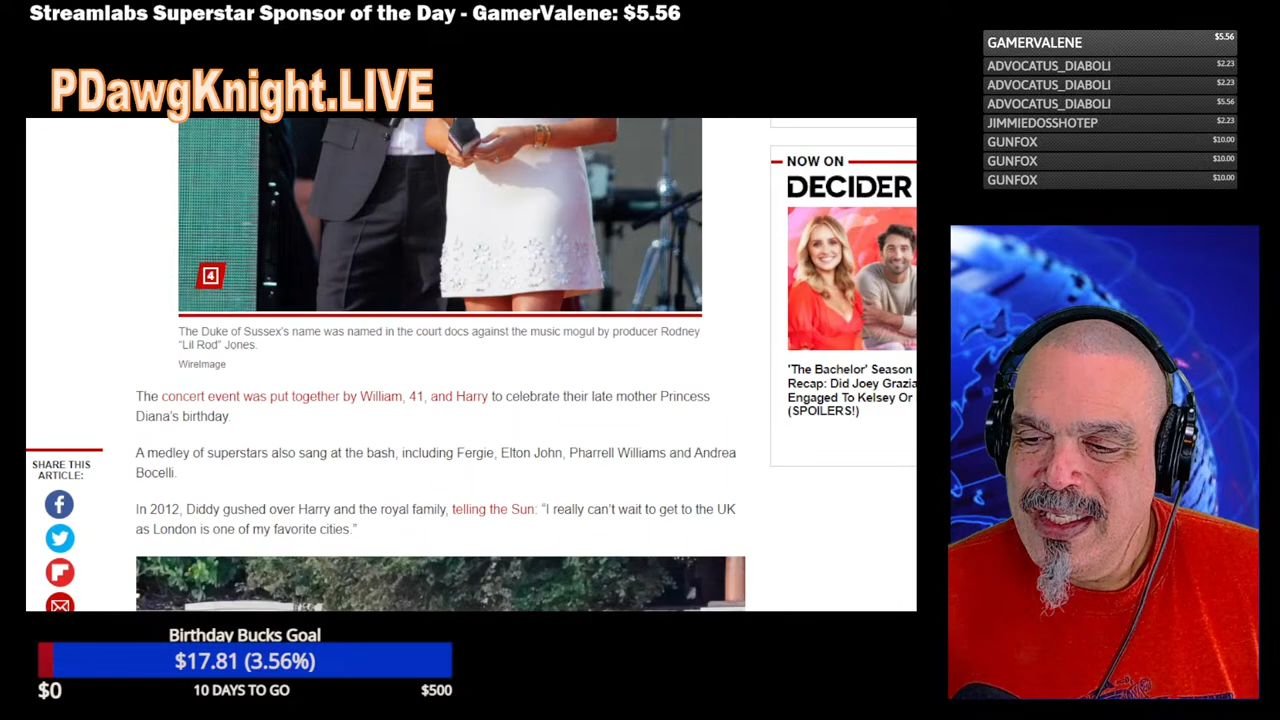 Streamlabs Superstar Sponsor of the Day - GamerValene: $5.56
PDawgKnight.LIVE
GAMERVALENE $5.56
ADVOCATUS_DIABOLI $2.23
ADVOCATUS_DIABOLI $2.23
ADVOCATUS_DIABOLI $5.56
JIMMIEDOSSHOTEP $2.23
GUNFOX $10.00
GUNFOX $10.00
GUNFOX $10.00
4
The Duke of Sussex's name was named in the court docs against the music mogul by producer Rodney
“Lil Rod” Jones.
WireImage
The concert event was put together by William, 41, and Harry to celebrate their late mother Princess
Diana's birthday.
A medley of superstars also sang at the bash, including Fergie, Elton John, Pharrell Williams and Andrea
Bocelli.
In 2012, Diddy gushed over Harry and the royal family, telling the Sun: “I really can't wait to get to the UK
as London is one of my favorite cities.”
SHARE THIS
ARTICLE:
NOW ON
DECIDER
'The Bachelor' Season
Recap: Did Joey Grazia
Engaged To Kelsey Or
(SPOILERS!)
Birthday Bucks Goal
$17.81 (3.56%)
$0 10 DAYS TO GO $500